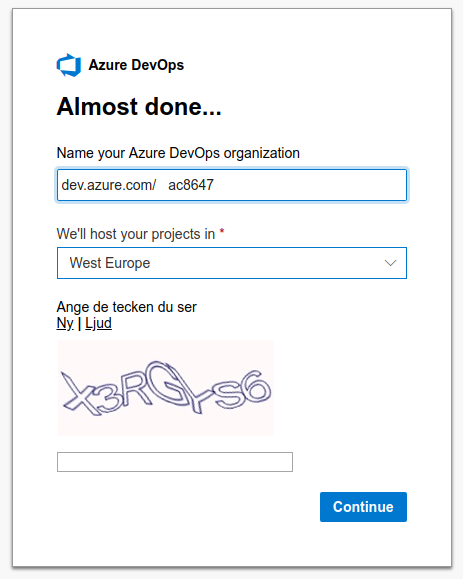 Azure DevOps
Almost done...
Name your Azure DevOps organization
dev.azure.com/ ac8647
We'll host your projects in *
West Europe
Ange de tecken du ser
Ny | Ljud
Continue